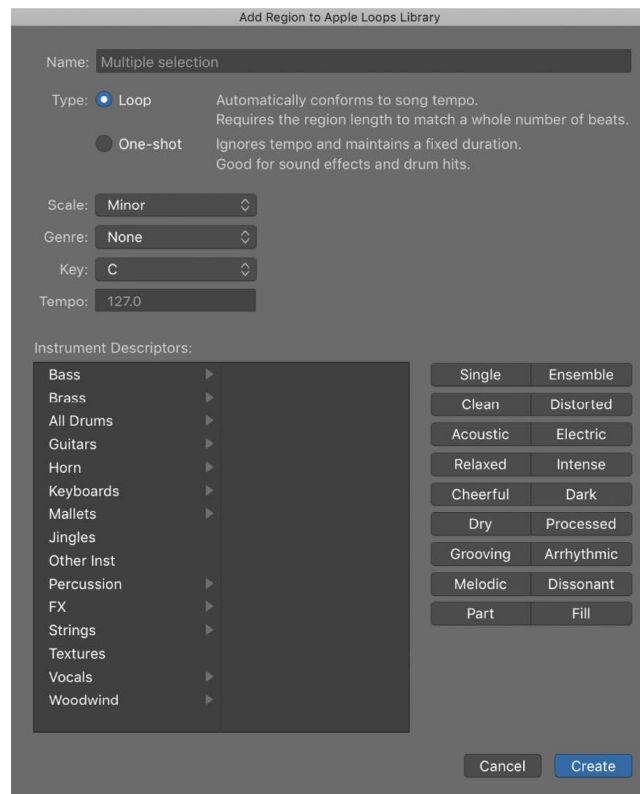 Add Region to Apple Loops Library
Name: Multiple selection
Type: Loop Automatically conforms to song tempo.
Requires the region length to match a whole number of beats.
One-shot Ignores tempo and maintains a fixed duration.
Good for sound effects and drum hits.
Scale: Minor
Genre: None
Key: C
Tempo: 127.0
Instrument Descriptors:
Bass
Brass
All Drums
Guitars
Horn
Keyboards
Mallets
Jingles
Other Inst
Percussion
FX
Strings
Textures
Vocals
Woodwind
Single Ensemble
Clean Distorted
Acoustic Electric
Relaxed Intense
Cheerful Dark
Dry Processed
Grooving Arrhythmic
Melodic Dissonant
Part Fill
Cancel Create